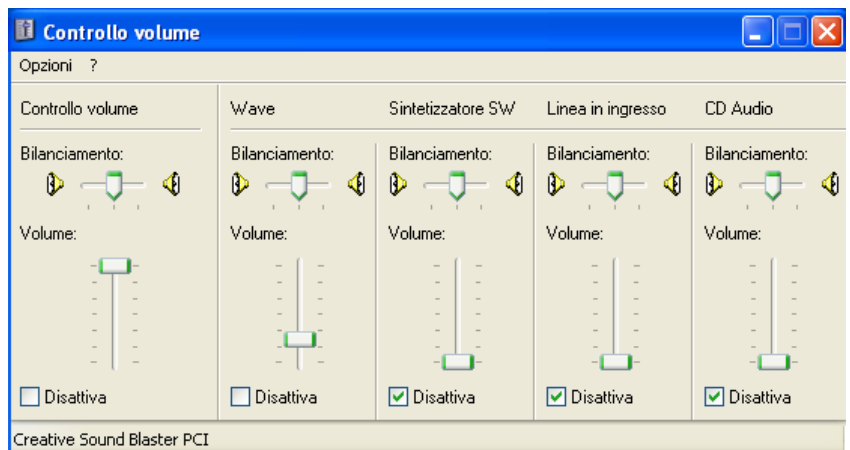 Controllo volume
Opzioni ?
Controllo volume Wave Sintetizzatore SW Linea in ingresso CD Audio
Bilanciamento: Bilanciamento: Bilanciamento: Bilanciamento: Bilanciamento:
Volume: Volume: Volume: Volume: Volume:
Disattiva Disattiva Disattiva Disattiva Disattiva
Creative Sound Blaster PCI